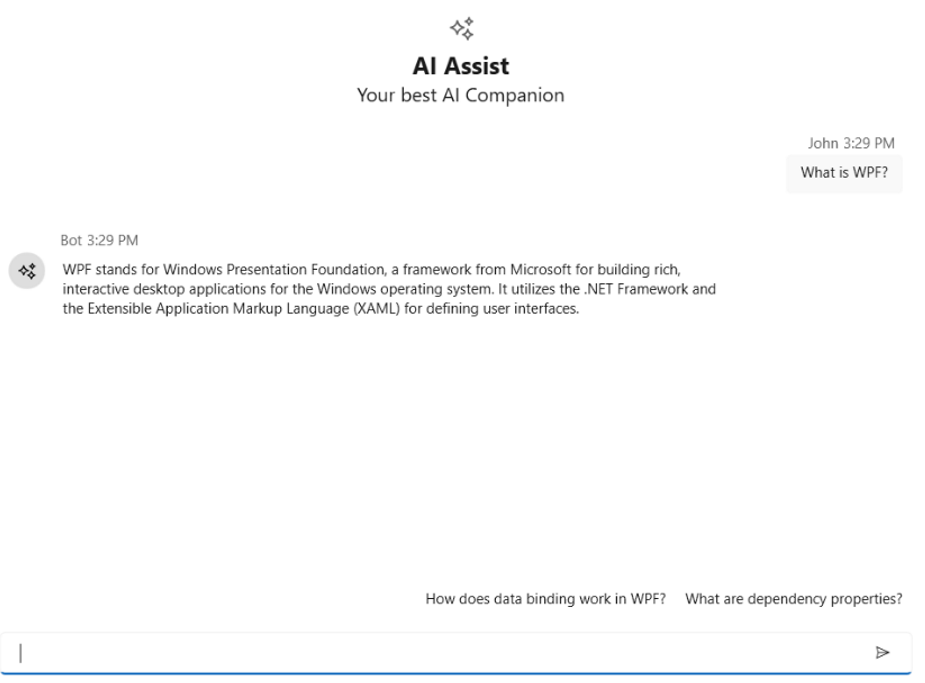 AI Assist
Your best AI Companion
John 3:29 PM
What is WPF?
Bot 3:29 PM
WPF stands for Windows Presentation Foundation, a framework from Microsoft for building rich,
interactive desktop applications for the Windows operating system. It utilizes the .NET Framework and
the Extensible Application Markup Language (XAML) for defining user interfaces.
How does data binding work in WPF? What are dependency properties?